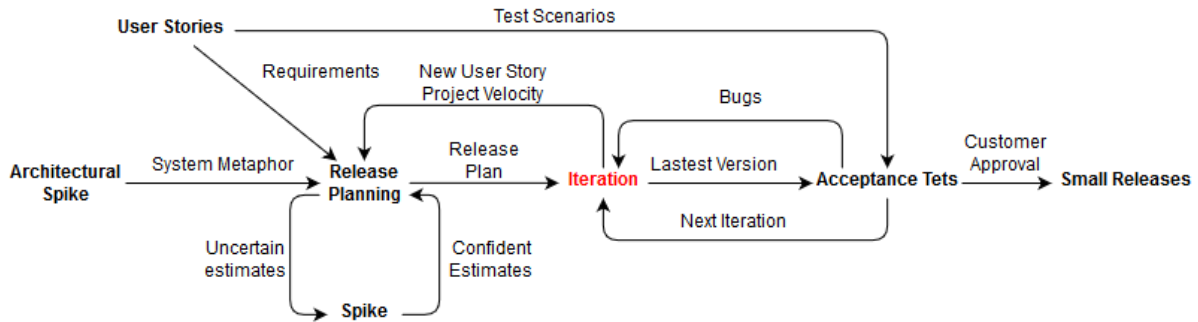 Test Scenarios
User Stories
Requirements
New User Story
Project Velocity
Bugs
Customer
Approval
Architectural
Spike
System Metaphor
Release
Planning
Release
Plan
Iteration
Lastest Version
Acceptance Tets
Small Releases
Next Iteration
Uncertain
estimates
Confident
Estimates
Spike